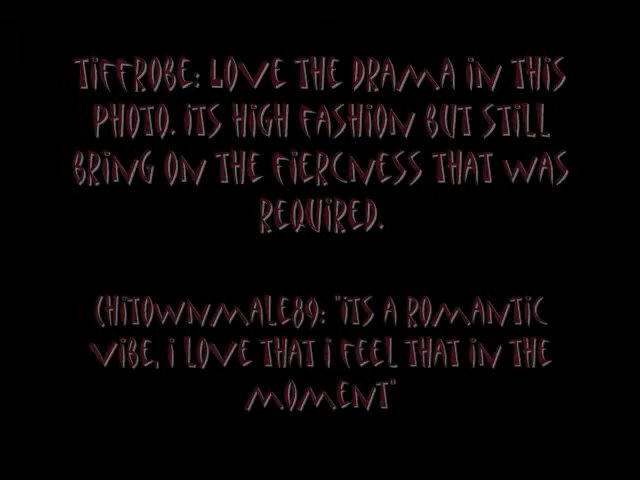 TiFFROBE: LOVE THE DRAMA iN THiS
PHOTO. iTS HiGH FASHiON BUT STiLL
BRiNG ON THE FiERCNESS THAT WAS
REQUiRED.
CHiTOWNMALE89: "iTS A ROMANTiC
ViBE, i LOVE THAT i FEEL THAT iN THE
MOMENT"